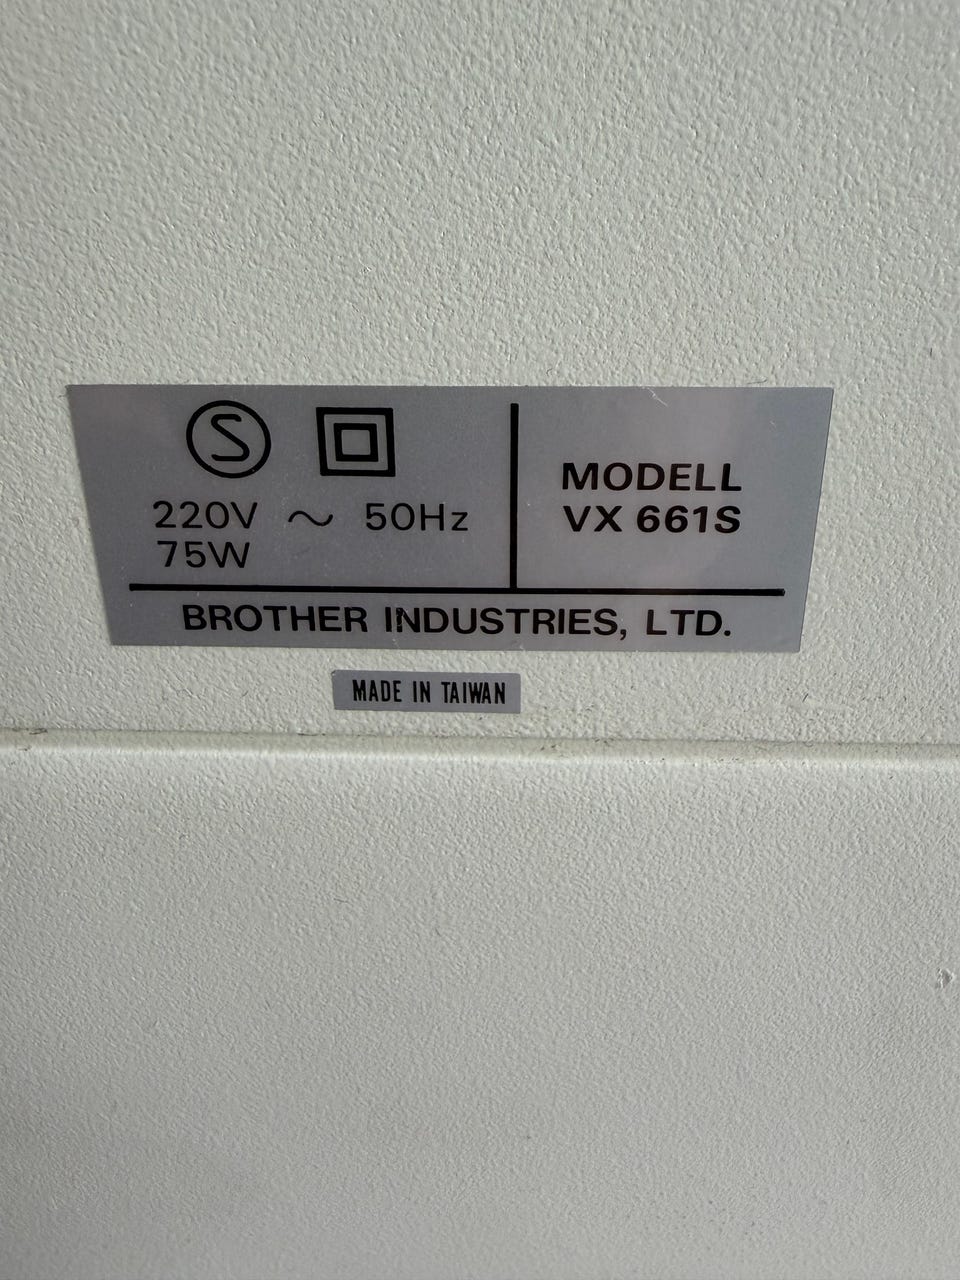 S
220V ~ 50Hz
75W
MODELL
VX 661S
BROTHER INDUSTRIES, LTD.
MADE IN TAIWAN